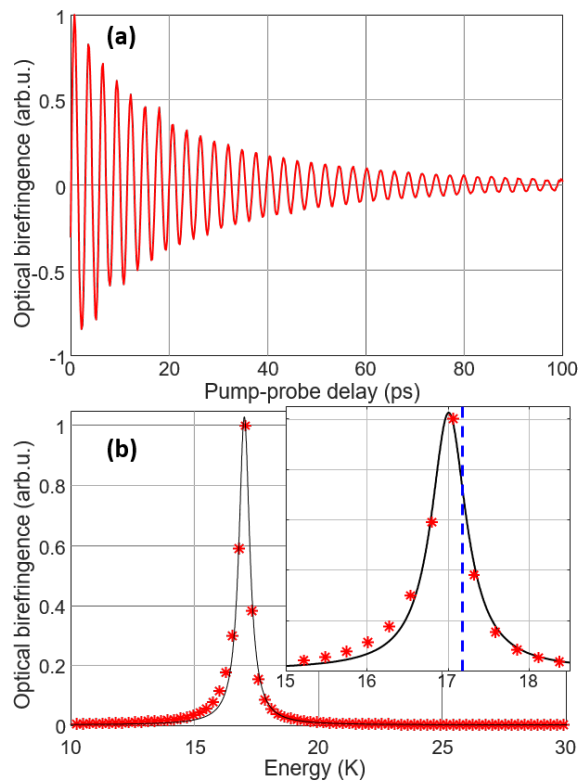 (a)
Optical birefringence (arb.u.)
1
0.5
0
-0.5
-1
0 20 40 60 80 100
Pump-probe delay (ps)
(b)
Optical birefringence (arb.u.)
1
0.8
0.6
0.4
0.2
0
15 16 17 18
10 15 20 25 30
Energy (K)